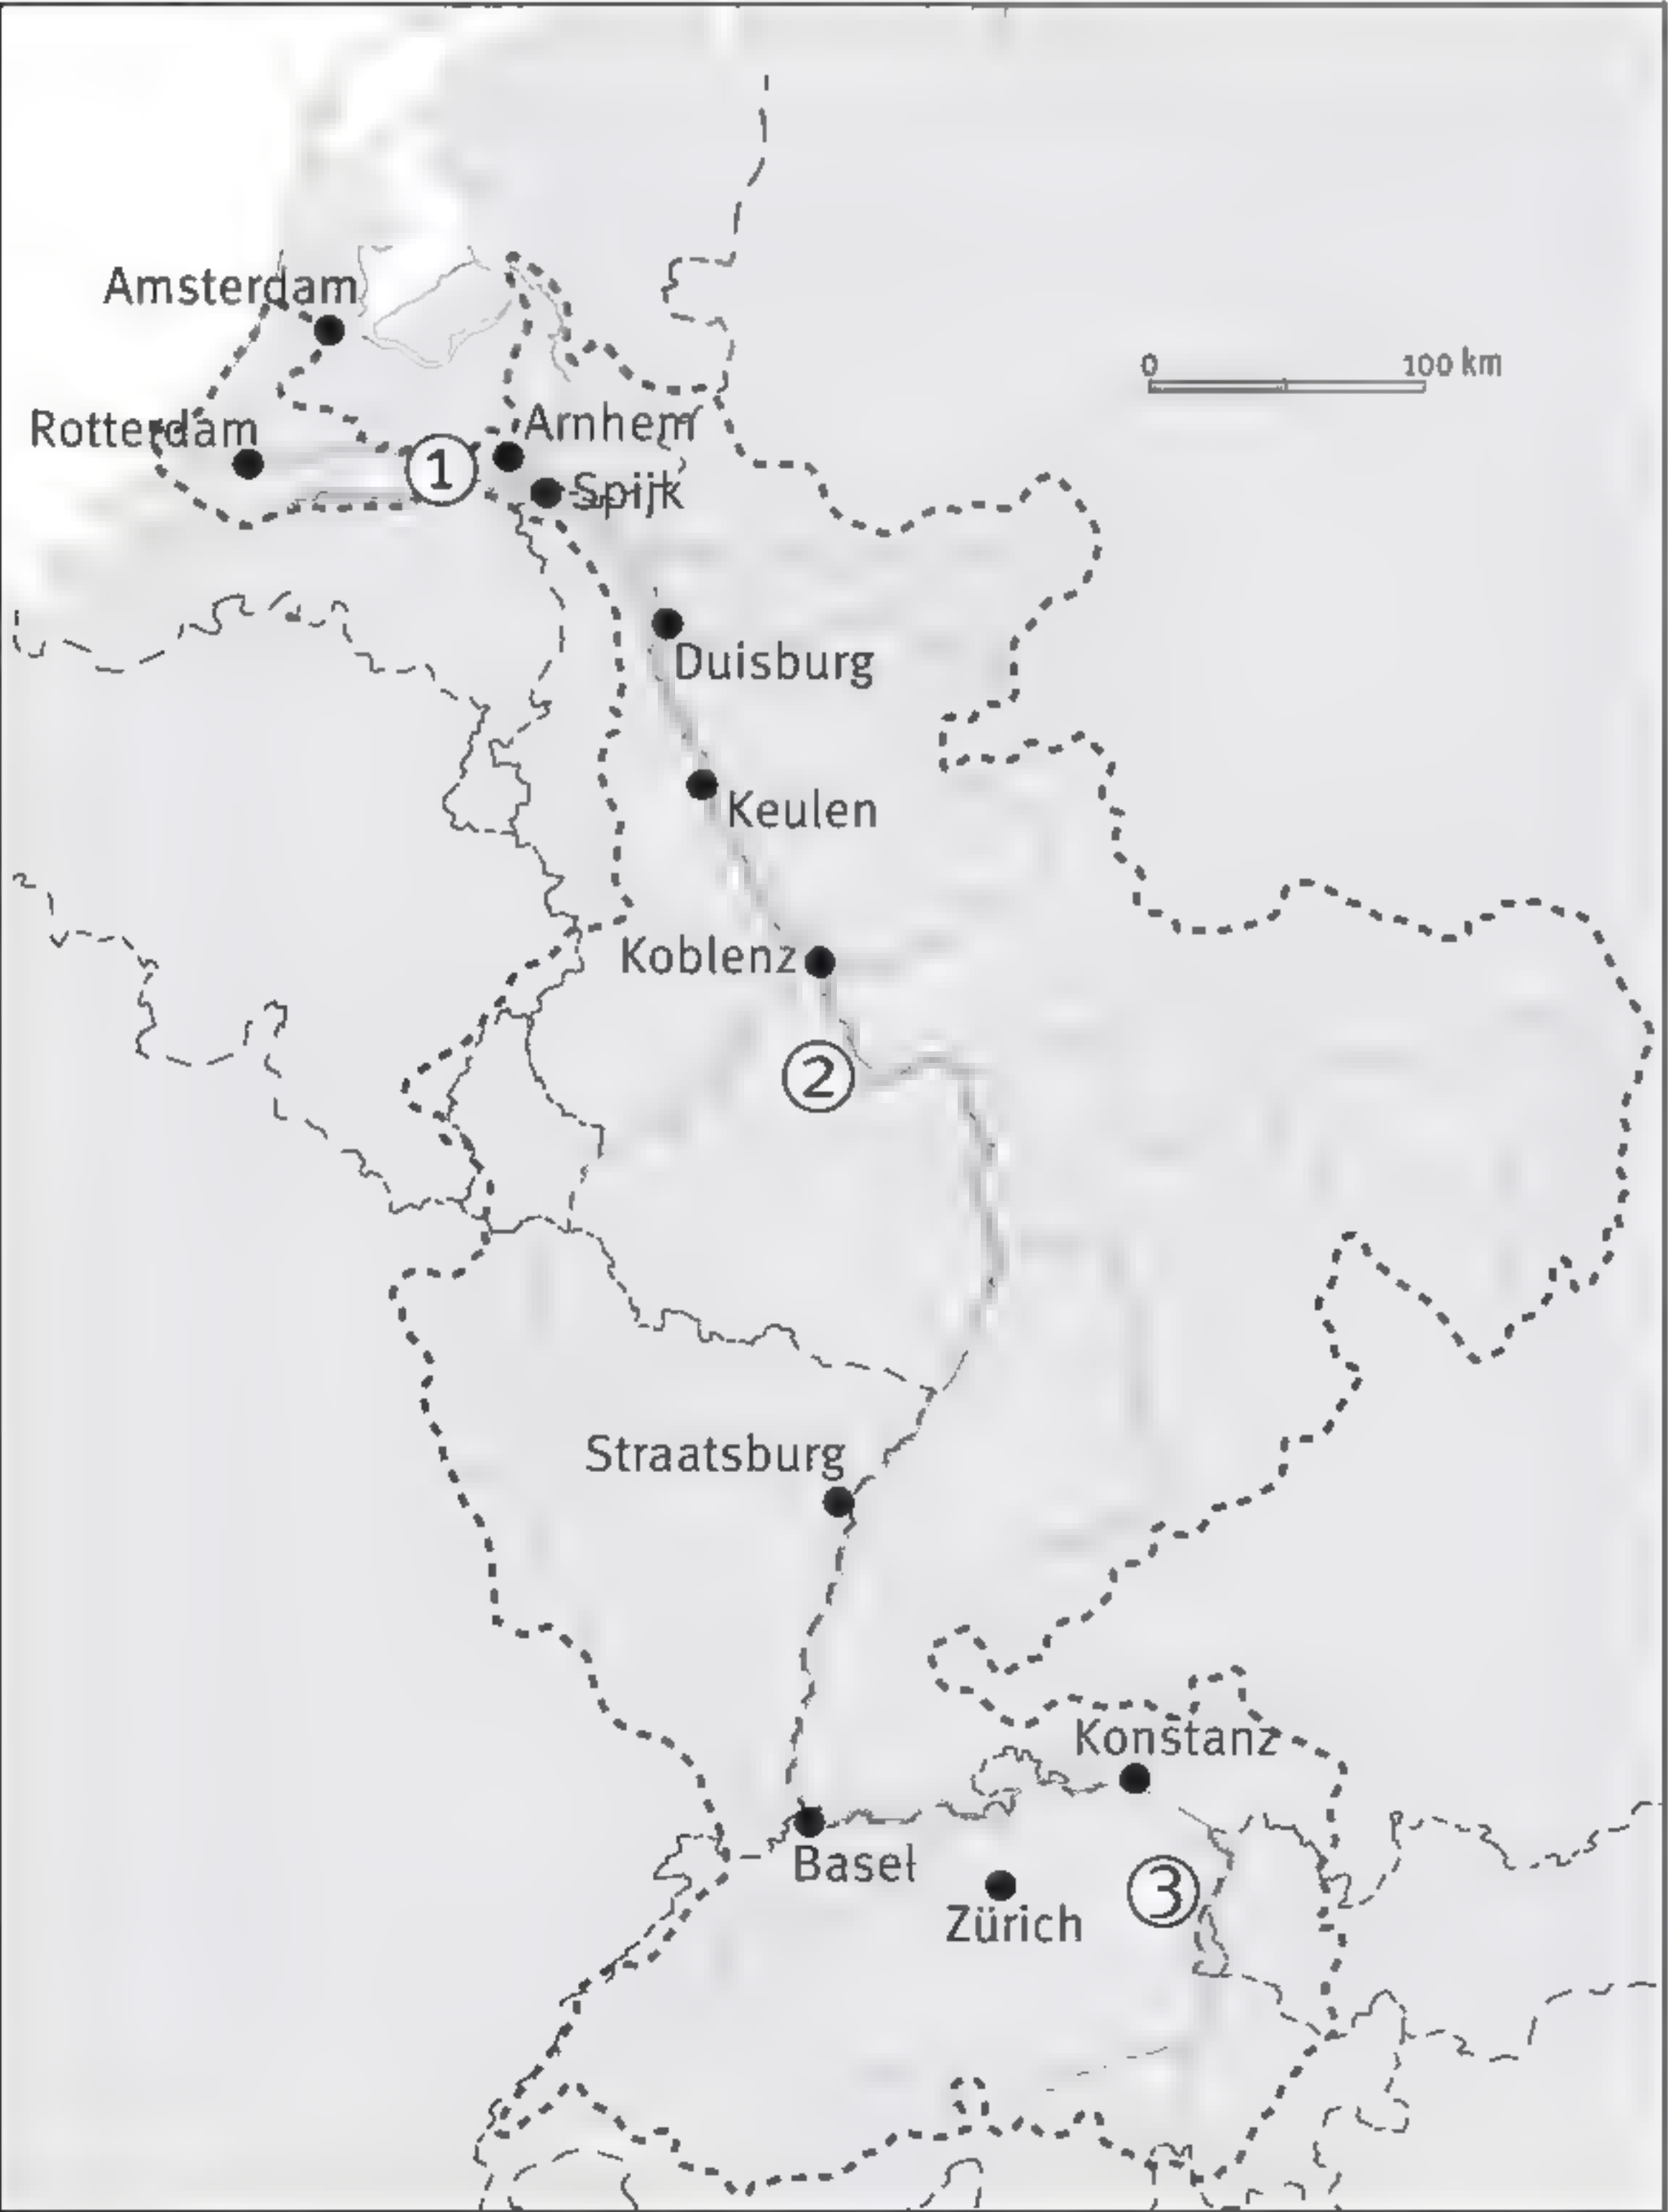 Amsterdam
0 100 km
Rotterdam
Arnhem
1
Spijk
Duisburg
Keulen
Koblenz
2
Straatsburg
Konstanz
Basel
3
Zürich